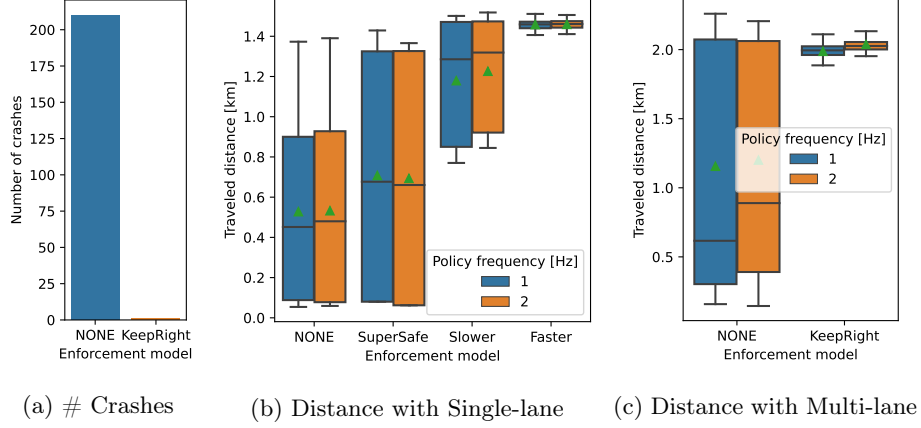 200
175
150
125
100
75
50
25
0
Number of crashes
NONE KeepRight
Enforcement model
(a) # Crashes
1.4
1.2
1.0
0.8
0.6
0.4
0.2
0.0
Traveled distance [km]
Policy frequency [Hz]
1
2
NONE SuperSafe Slower Faster
Enforcement model
(b) Distance with Single-lane
2.0
1.5
1.0
0.5
Traveled distance [km]
Policy frequency [Hz]
1
2
NONE KeepRight
Enforcement model
(c) Distance with Multi-lane